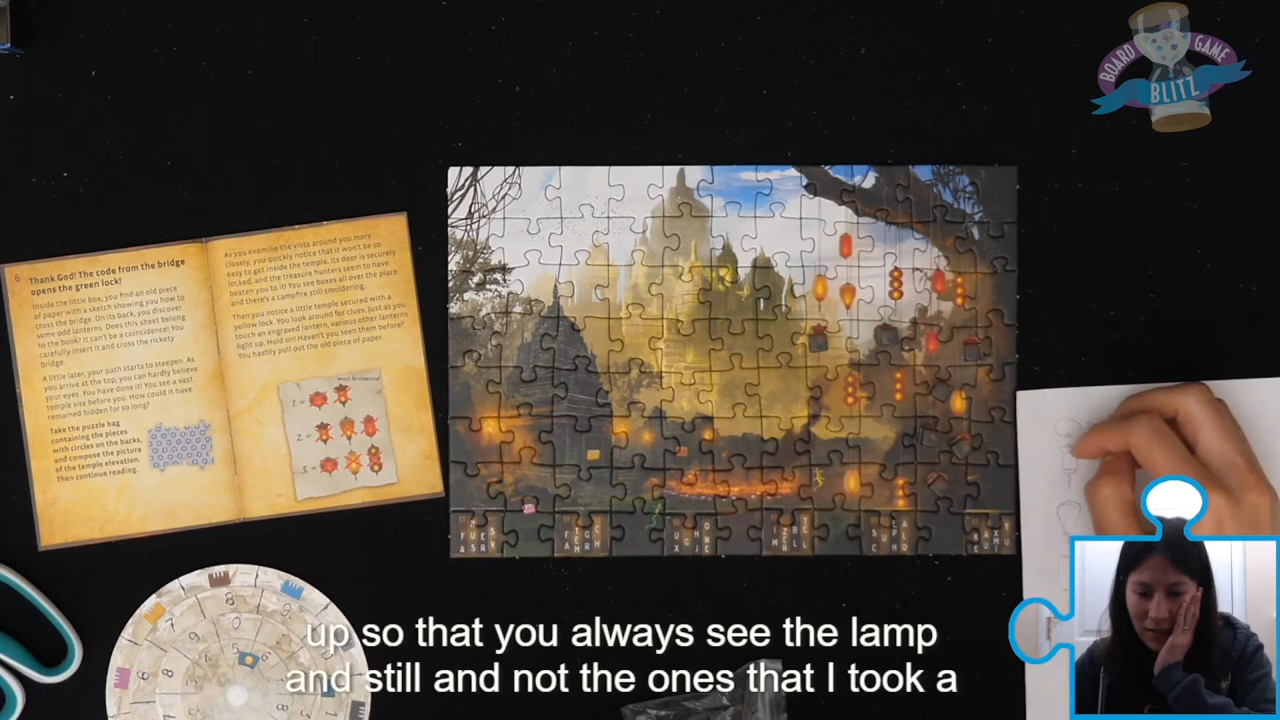 BOARD GAME
BLITZ
6
Thank God! The code from the bridge
opens the green lock!
Inside the little box, you find an old piece
of paper with a sketch showing you how to
cross the bridge. On its back, you discover
some odd lanterns. Does this sheet belong
to the book? It can't be a coincidence! You
carefully insert it and cross the rickety
bridge.
A little later, your path starts to steepen. As
you arrive at the top, you can hardly believe
your eyes. You have done it! You see a vast
temple site before you. How could it have
remained hidden for so long?
Take the puzzle bag
containing the pieces
with circles on the backs,
and compose the picture
of the temple elevation.
Then continue reading.
As you examine the vista around you more
closely, you quickly notice that it won't be so
easy to get inside the temple. Its door is securely
locked, and the treasure hunters seem to have
beaten you to it! You see boxes all over the place
and there's a campfire still smoldering.
Then you notice a little temple secured with a
yellow lock. You look around for clues. Just as you
touch an engraved lantern, various other lanterns
light up. Hold on! Haven't you seen them before?
You hastily pull out the old piece of paper.
must be removed
1. =
2. =
3. =
up so that you always see the lamp
and still and not the ones that I took a